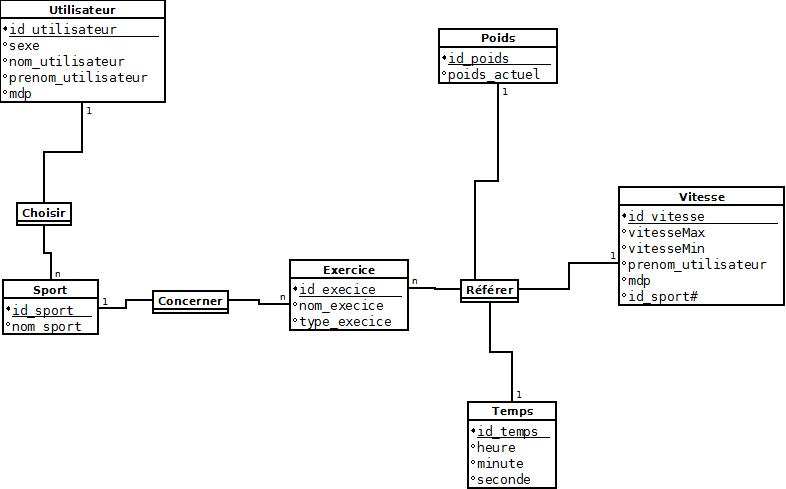 Utilisateur
id_utilisateur
sexe
nom_utilisateur
prenom_utilisateur
mdp
1
Poids
id_poids
poids_actuel
1
Choisir
Vitesse
id_vitesse
vitesseMax
vitesseMin
prenom_utilisateur
mdp
id_sport#
1
n
Sport
id_sport
nom_sport
1
Concerner
n
Exercice
id_execice
nom_execice
type_execice
n
Référer
1
Temps
id_temps
heure
minute
seconde